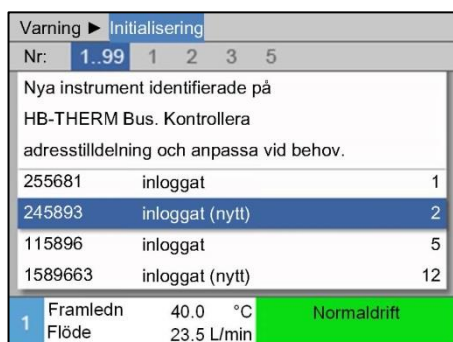 Varning ► Initialisering
Nr: 1..99 1 2 3 5
Nya instrument identifierade på
HB-THERM Bus. Kontrollera
adresstilldelning och anpassa vid behov.
255681 inloggat 1
245893 inloggat (nytt) 2
115896 inloggat 5
1589663 inloggat (nytt) 12
1 Framledn 40.0 °C Normaldrift
Flöde 23.5 L/min